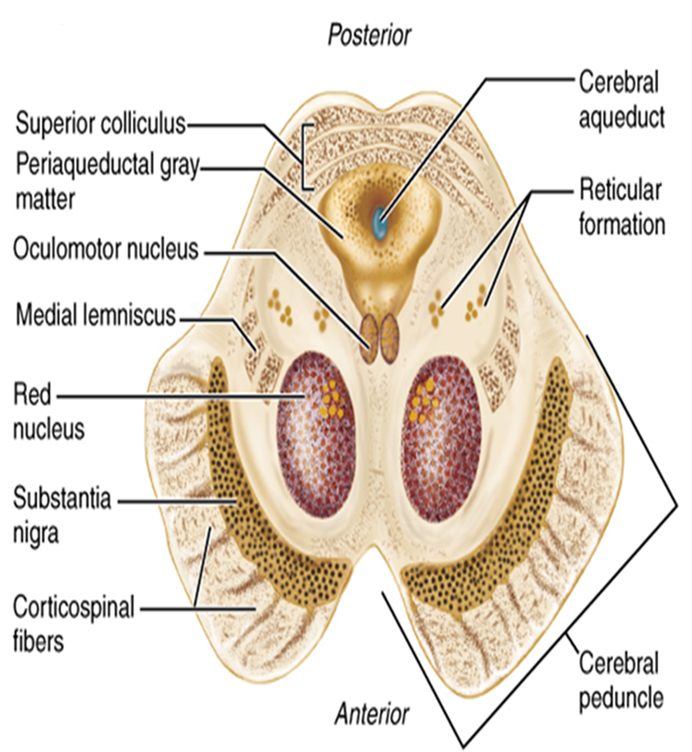 Posterior
Cerebral
aqueduct
Superior colliculus
Periaqueductal gray
matter
Reticular
formation
Oculomotor nucleus
Medial lemniscus
Red
nucleus
Substantia
nigra
Corticospinal
fibers
Cerebral
peduncle
Anterior